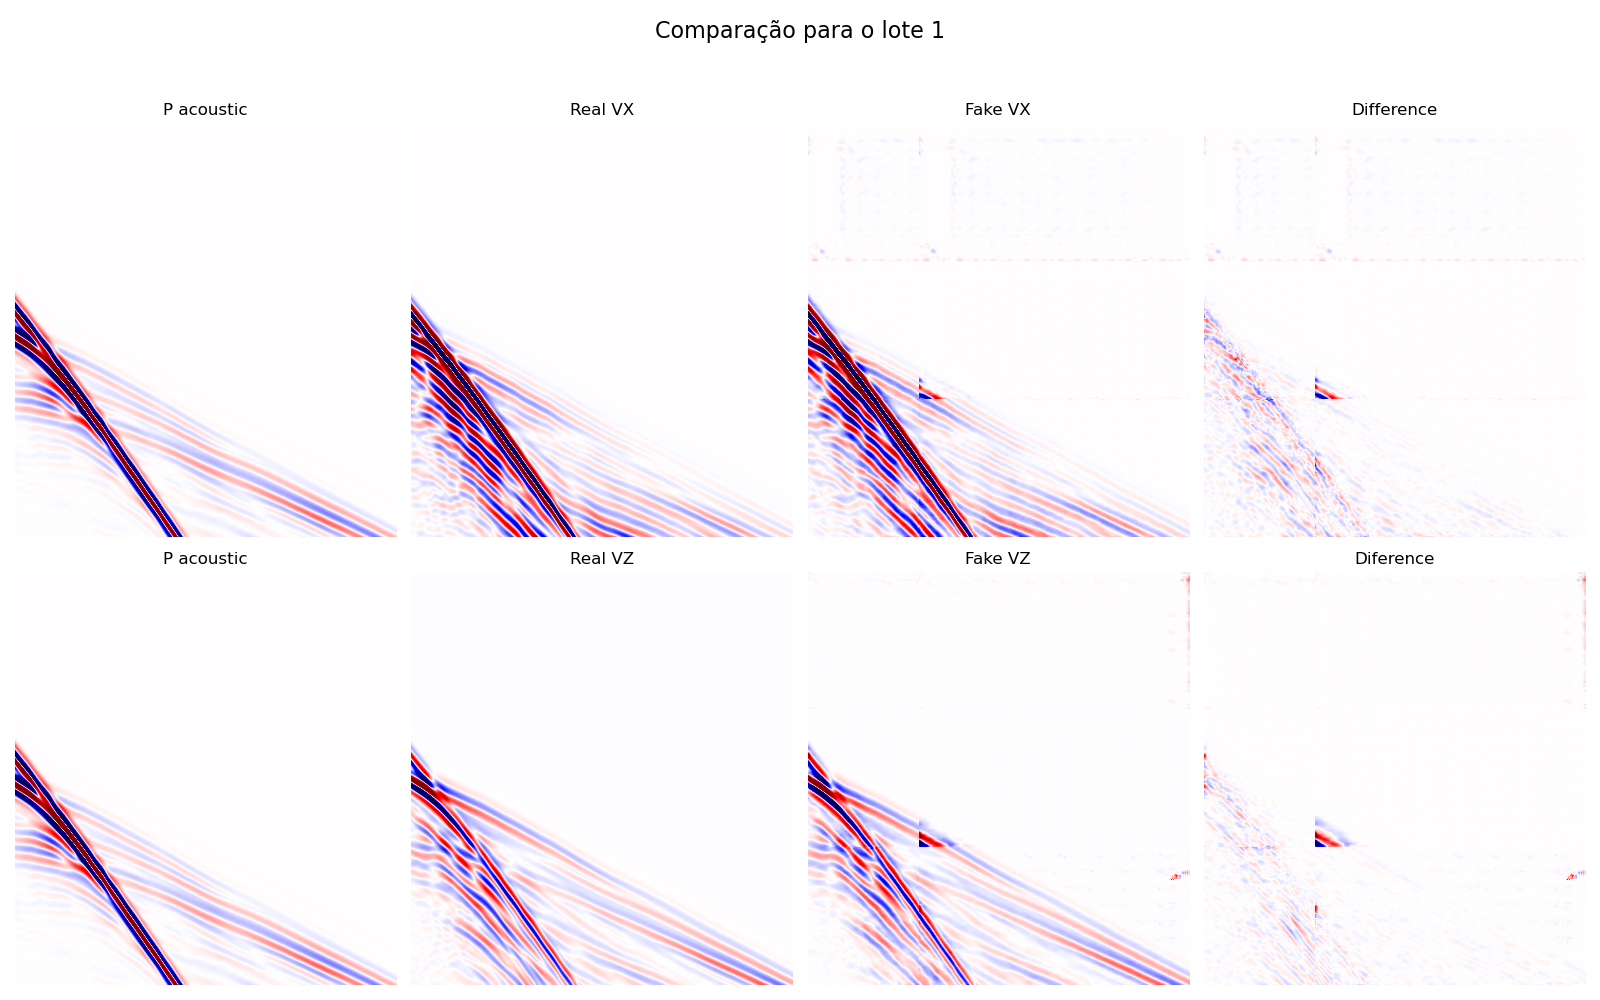 Comparação para o lote 1
P acoustic
Real VX
Fake VX
Difference
P acoustic
Real VZ
Fake VZ
Diference